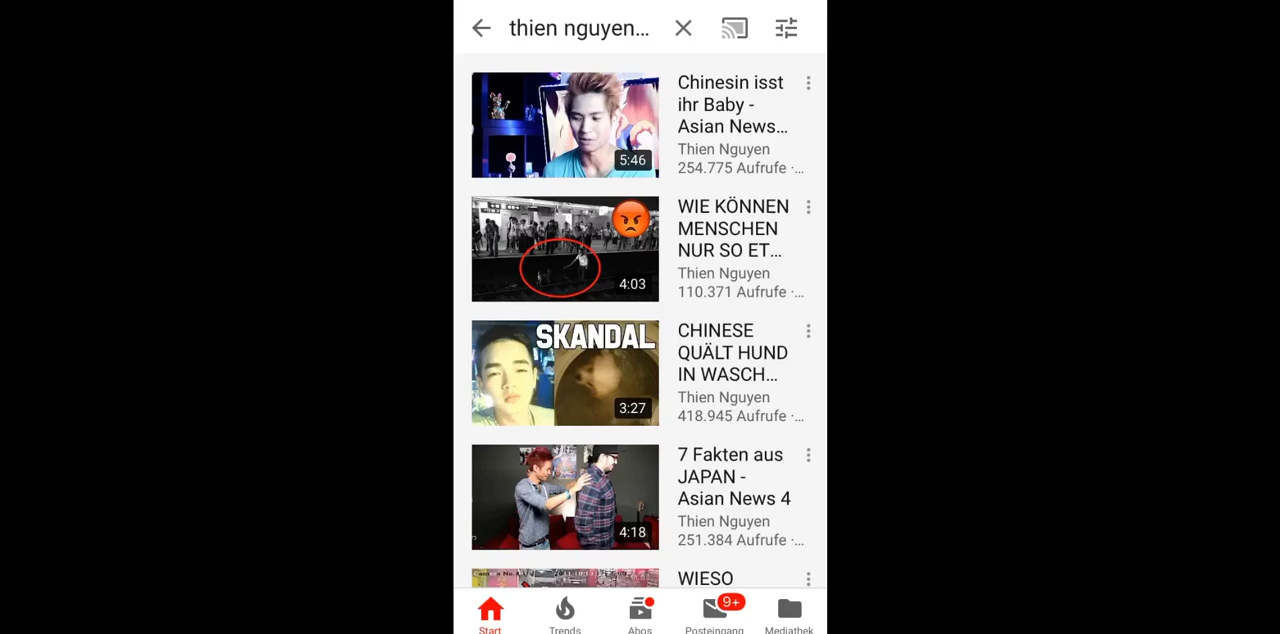 thien nguyen...
Chinesin isst
ihr Baby -
Asian News...
Thien Nguyen
254.775 Aufrufe ·...
5:46
WIE KÖNNEN
MENSCHEN
NUR SO ET...
Thien Nguyen
110.371 Aufrufe ·...
4:03
SKANDAL
CHINESE
QUÄLT HUND
IN WASCH...
Thien Nguyen
418.945 Aufrufe ·...
3:27
7 Fakten aus
JAPAN -
Asian News 4
Thien Nguyen
251.384 Aufrufe ·...
4:18
WIESO
9+
Start
Trends
Abos
Posteingang
Mediathek